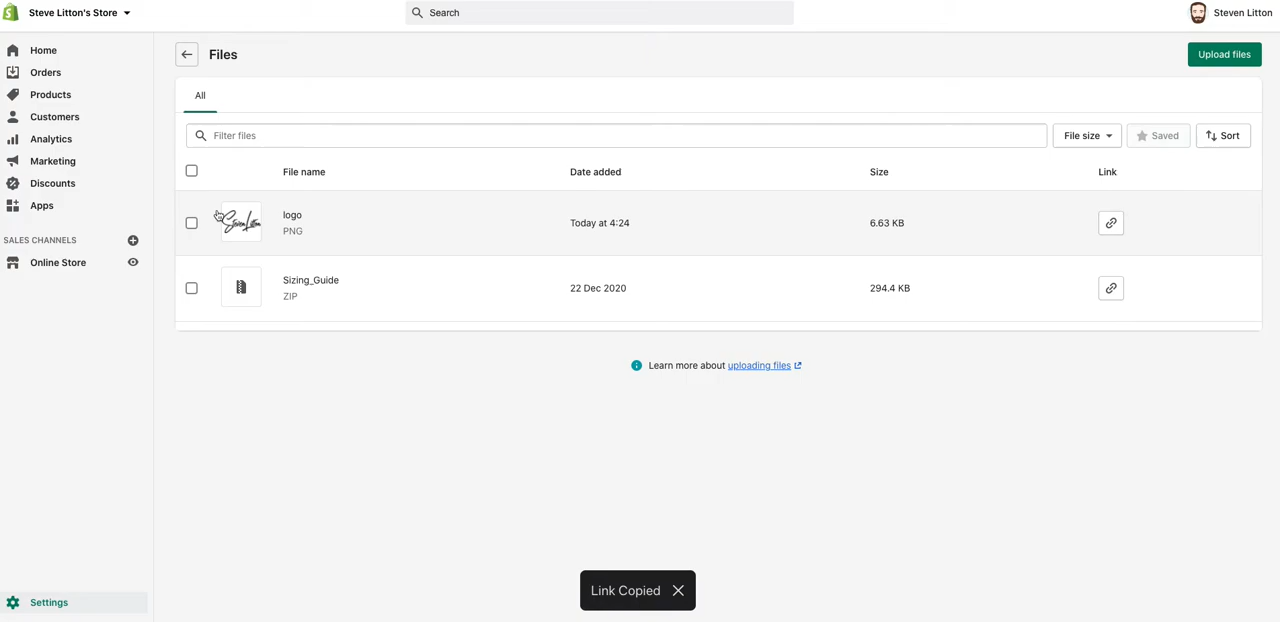 Steve Litton's Store
Search
Steven Litton
Home
Orders
Products
Customers
Analytics
Marketing
Discounts
Apps
SALES CHANNELS
Online Store
Settings
Files
Upload files
All
Filter files
File size
Saved
Sort
File name Date added Size Link
Steven Litton
logo
PNG
Today at 4:24 6.63 KB
Sizing_Guide
ZIP
22 Dec 2020 294.4 KB
Learn more about uploading files
Link Copied